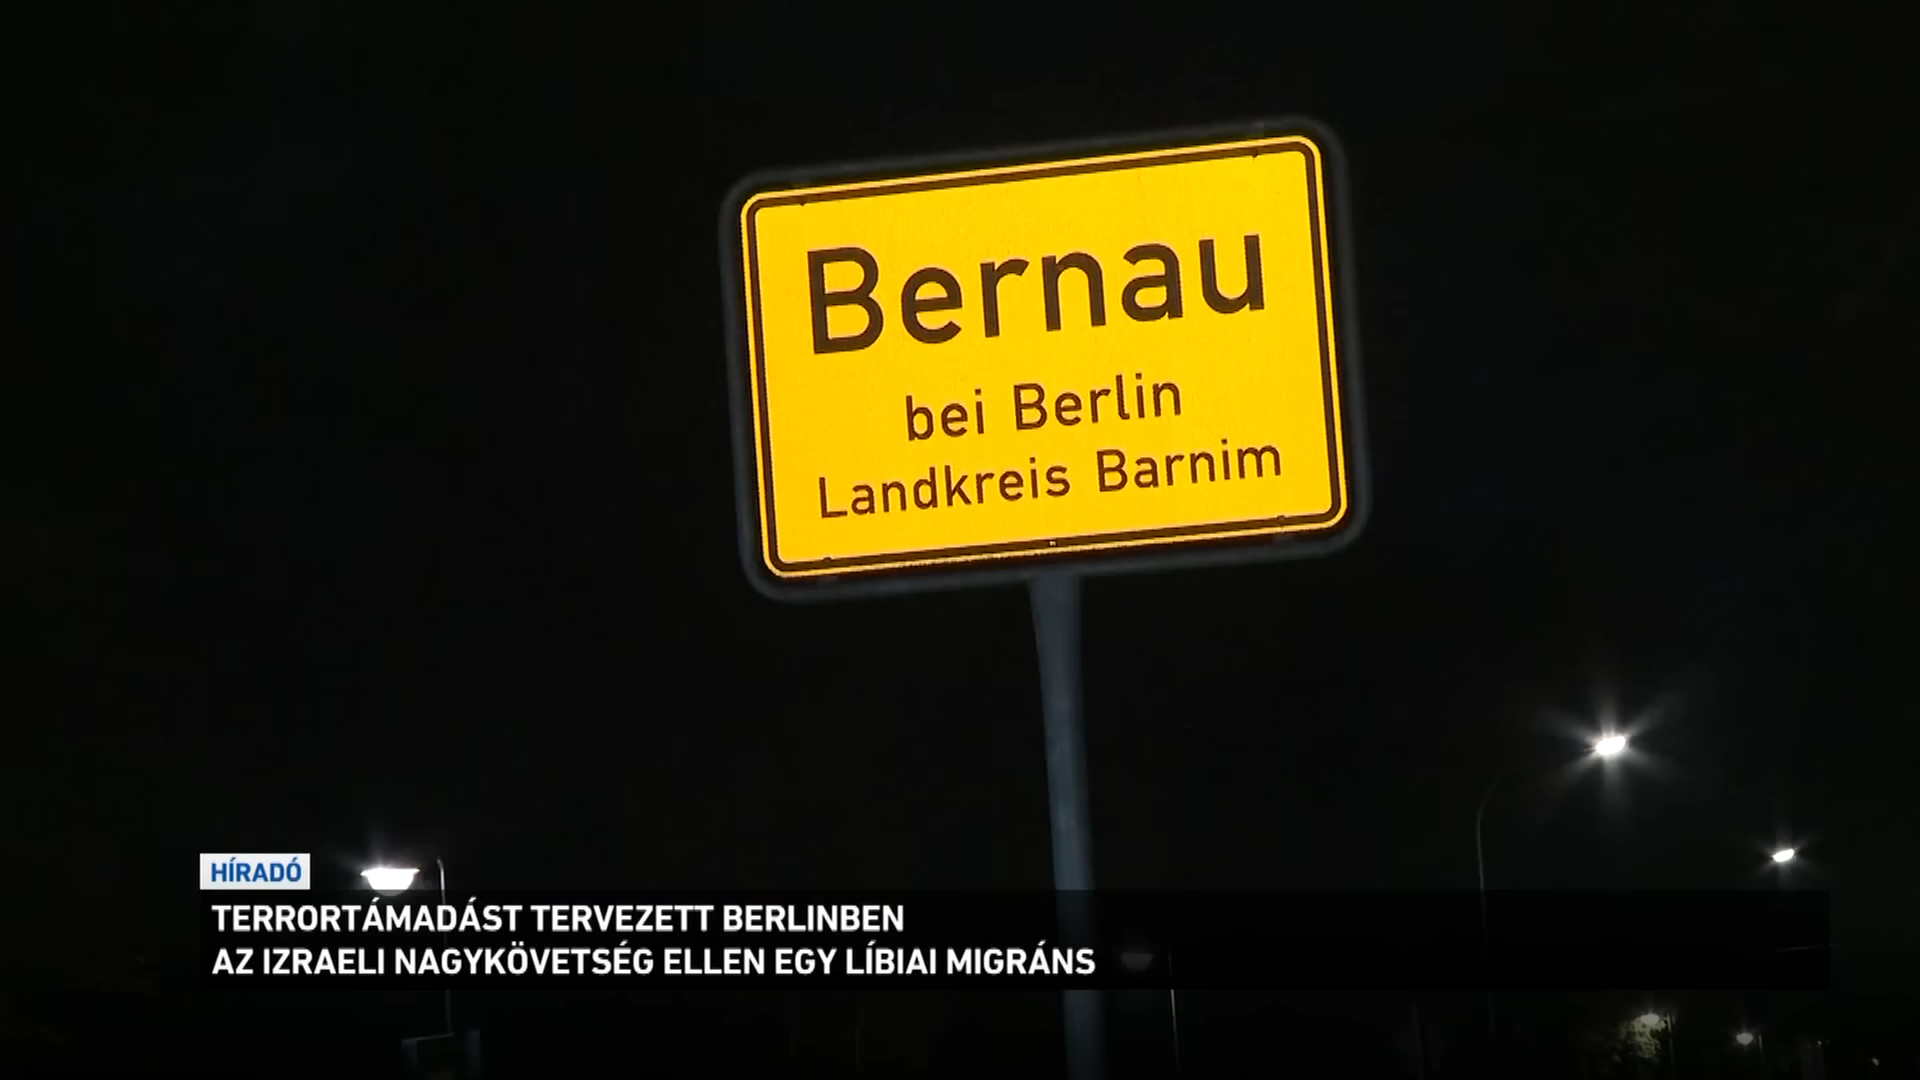 Bernau
bei Berlin
Landkreis Barnim
HÍRADÓ
TERRORTÁMADÁST TERVEZETT BERLINBEN
AZ IZRAELI NAGYKÖVETSÉG ELLEN EGY LÍBIAI MIGRÁNS